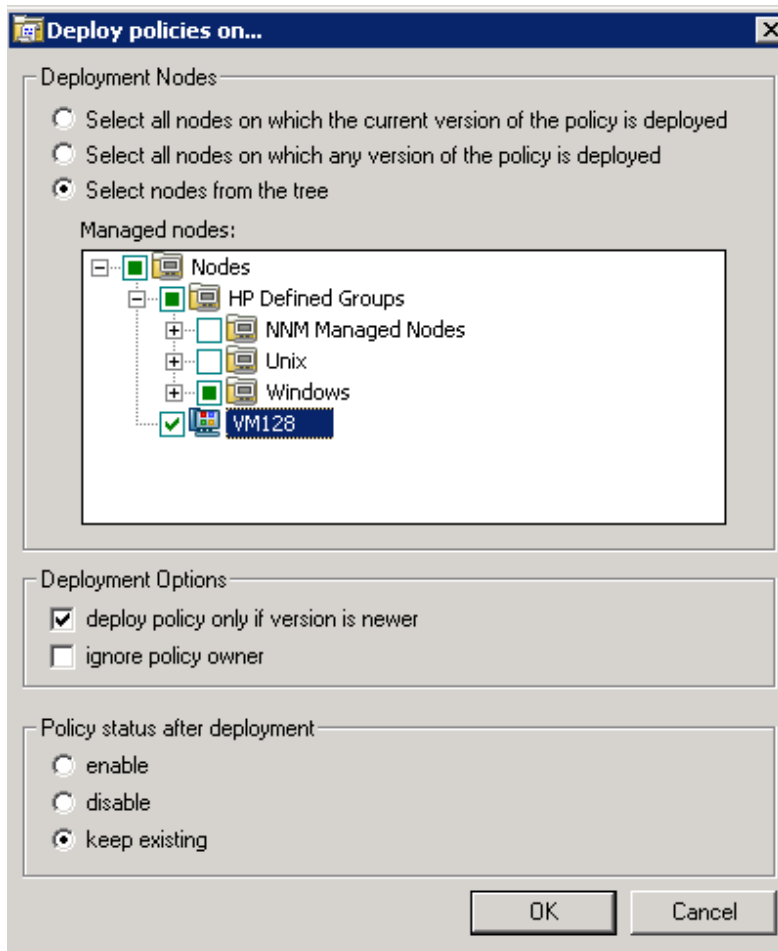 Deploy policies on...
Deployment Nodes
Select all nodes on which the current version of the policy is deployed
Select all nodes on which any version of the policy is deployed
Select nodes from the tree
Managed nodes:
Nodes
HP Defined Groups
NNM Managed Nodes
Unix
Windows
VM128
Deployment Options
deploy policy only if version is newer
ignore policy owner
Policy status after deployment
enable
disable
keep existing
OK Cancel